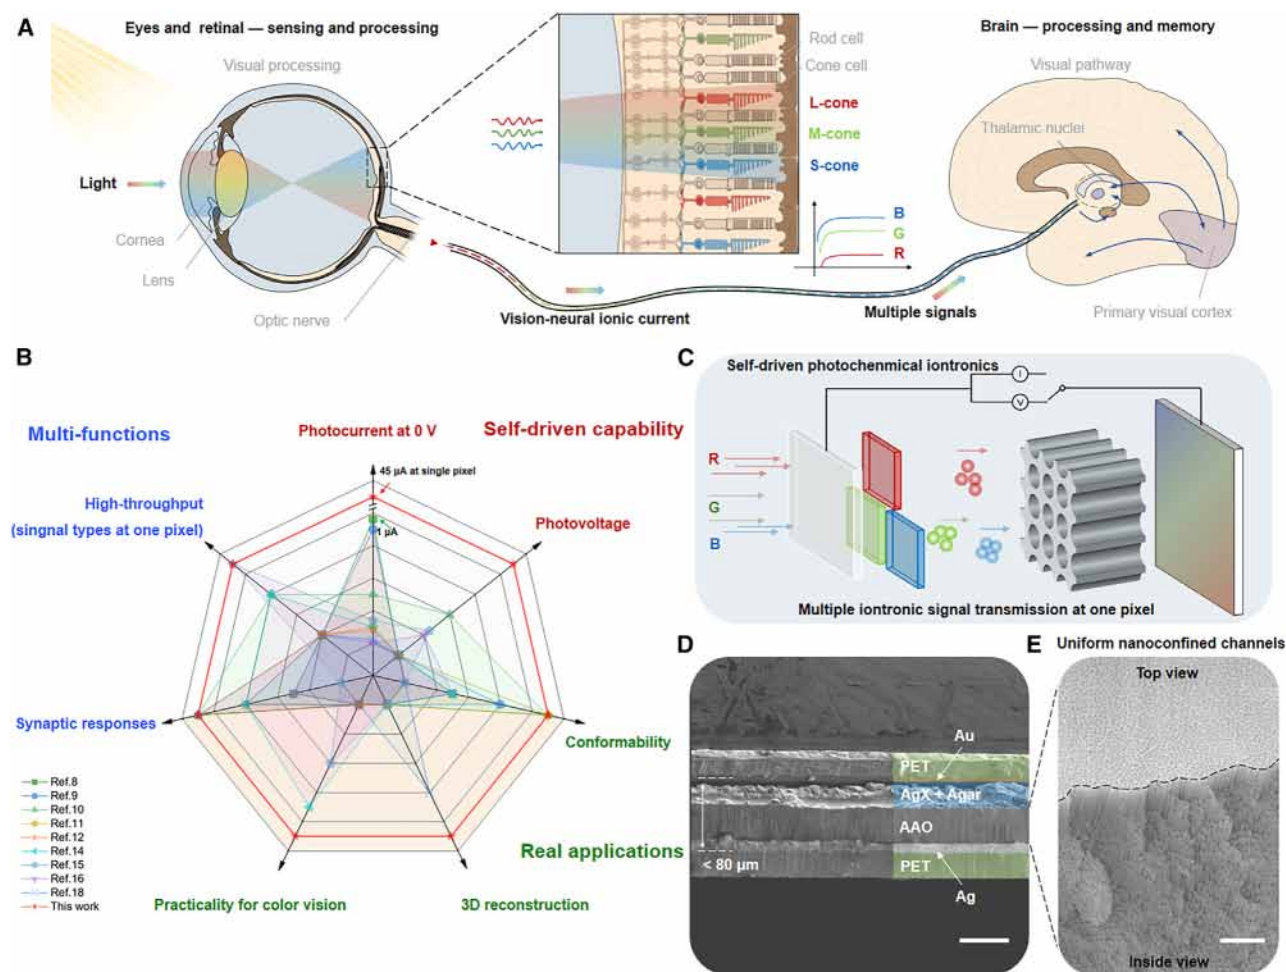 A
Eyes and retinal — sensing and processing
Brain — processing and memory
Visual processing
Rod cell
Cone cell
Visual pathway
L-cone
Thalamic nuclei
M-cone
S-cone
Light
B
G
R
Cornea
Lens
Optic nerve
Vision-neural ionic current
Multiple signals
Primary visual cortex
B
Multi-functions
Photocurrent at 0 V
Self-driven capability
45 μA at single pixel
High-throughput
(singnal types at one pixel)
1 μA
Photovoltage
Synaptic responses
Conformability
Real applications
Practicality for color vision
3D reconstruction
Ref.8
Ref.9
Ref.10
Ref.11
Ref.12
Ref.14
Ref.15
Ref.16
Ref.18
This work
C
Self-driven photochenmical iontronics
I
V
R
G
B
Multiple iontronic signal transmission at one pixel
D
Au
PET
AgX + Agar
AAO
< 80 μm
PET
Ag
E
Uniform nanoconfined channels
Top view
Inside view